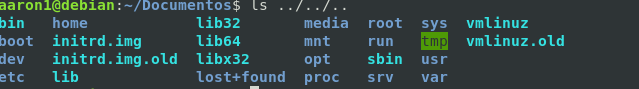 aaron1@debian:~/Documentos$ ls ../../..
bin home lib32 media root sys vmlinuz
boot initrd.img lib64 mnt run tmp vmlinuz.old
dev initrd.img.old libx32 opt sbin usr
etc lib lost+found proc srv var